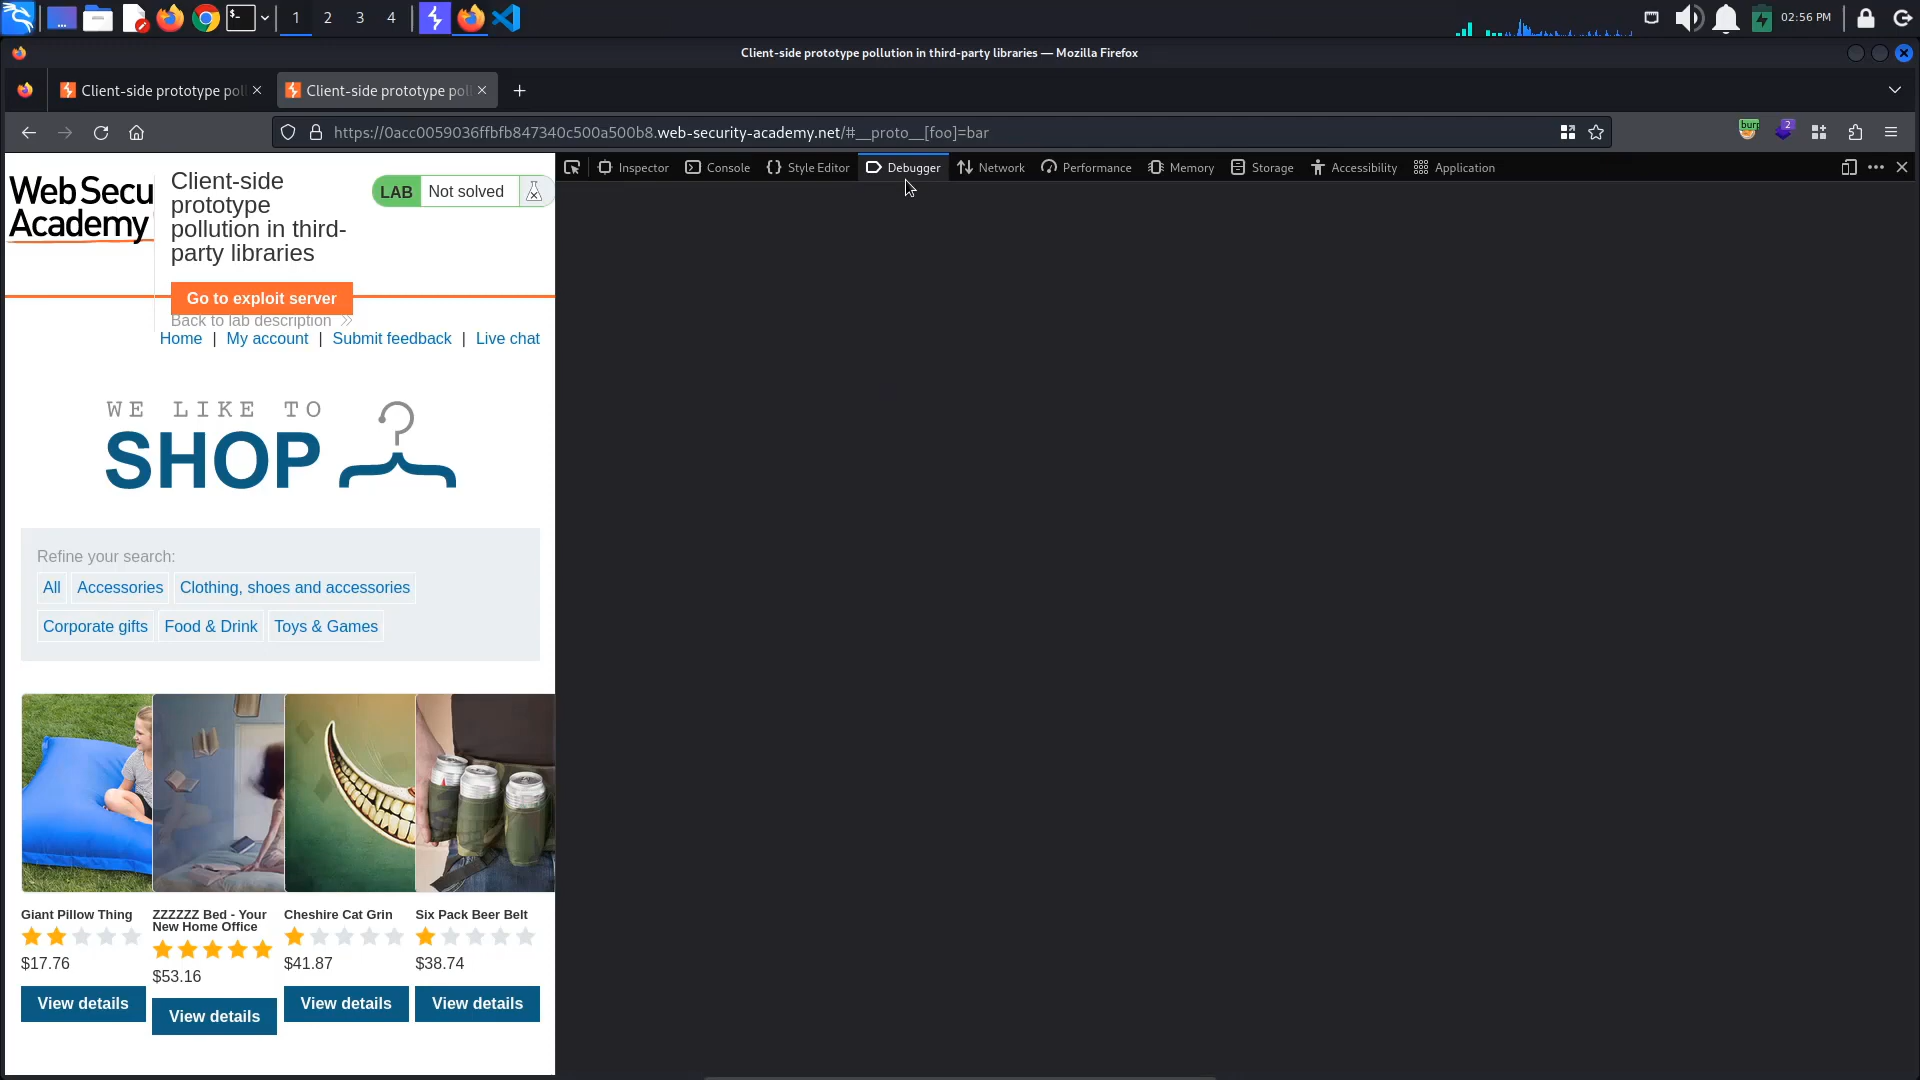 1 2 3 4
02:56 PM
Client-side prototype pollution in third-party libraries — Mozilla Firefox
Client-side prototype pol
Client-side prototype pol
https://0acc0059036ffbfb847340c500a500b8.web-security-academy.net/#__proto__[foo]=bar
burp
2
Inspector Console Style Editor Debugger Network Performance Memory Storage Accessibility Application
Web Secu
Academy
Client-side
prototype
pollution in third-
party libraries
LAB Not solved
Go to exploit server
Back to lab description
Home | My account | Submit feedback | Live chat
WE LIKE TO
SHOP
Refine your search:
All Accessories Clothing, shoes and accessories
Corporate gifts Food & Drink Toys & Games
Giant Pillow Thing
$17.76
View details
ZZZZZZ Bed - Your
New Home Office
$53.16
View details
Cheshire Cat Grin
$41.87
View details
Six Pack Beer Belt
$38.74
View details